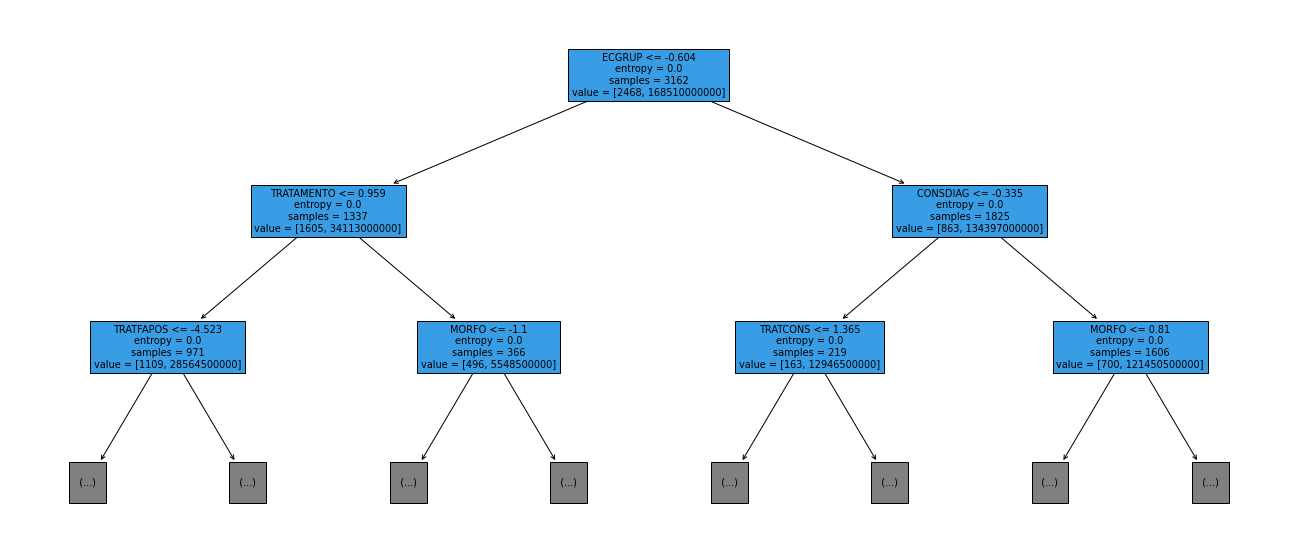 ECGRUP <= -0.604
entropy = 0.0
samples = 3162
value = [2468, 168510000000]
TRATAMENTO <= 0.959
entropy = 0.0
samples = 1337
value = [1605, 34113000000]
CONSDIAG <= -0.335
entropy = 0.0
samples = 1825
value = [863, 134397000000]
TRATFAPOS <= -4.523
entropy = 0.0
samples = 971
value = [1109, 28564500000]
MORFO <= -1.1
entropy = 0.0
samples = 366
value = [496, 5548500000]
TRATCONS <= 1.365
entropy = 0.0
samples = 219
value = [163, 12946500000]
MORFO <= 0.81
entropy = 0.0
samples = 1606
value = [700, 121450500000]
(...)
(...)
(...)
(...)
(...)
(...)
(...)
(...)